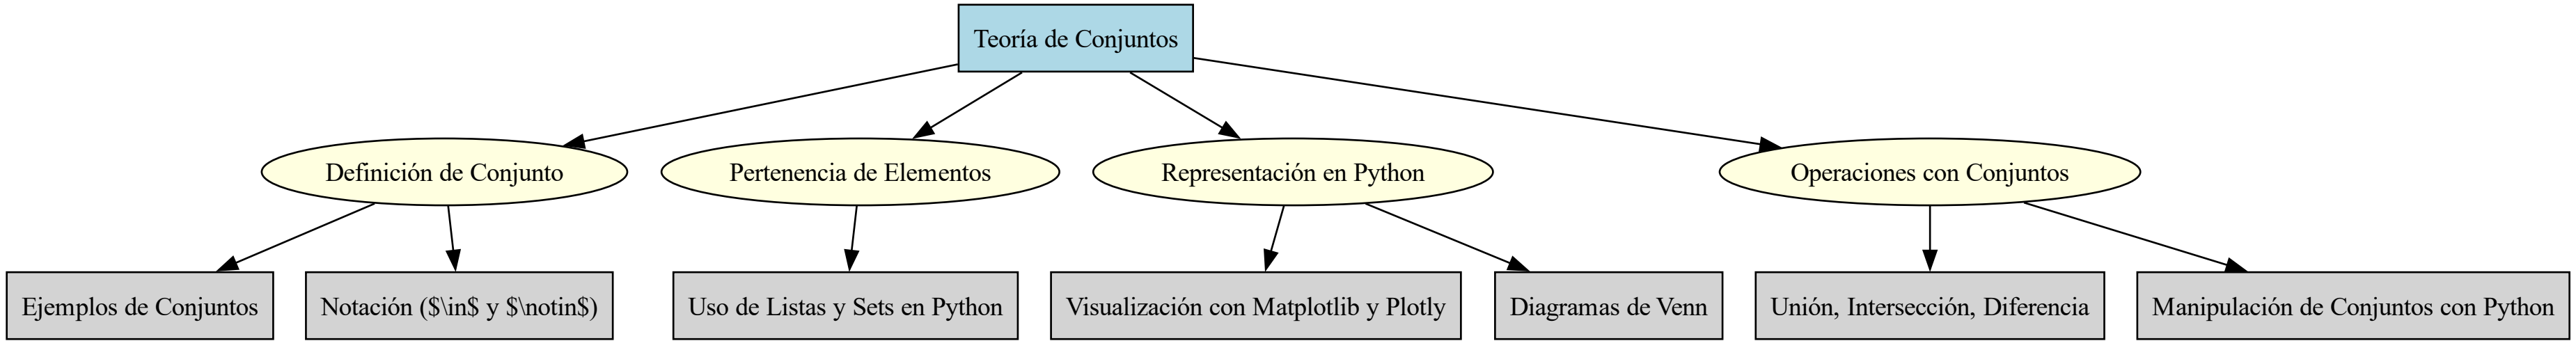 Teoría de Conjuntos
Definición de Conjunto
Pertenencia de Elementos
Representación en Python
Operaciones con Conjuntos
Ejemplos de Conjuntos
Notación ($\in$ y $\notin$)
Uso de Listas y Sets en Python
Visualización con Matplotlib y Plotly
Diagramas de Venn
Unión, Intersección, Diferencia
Manipulación de Conjuntos con Python